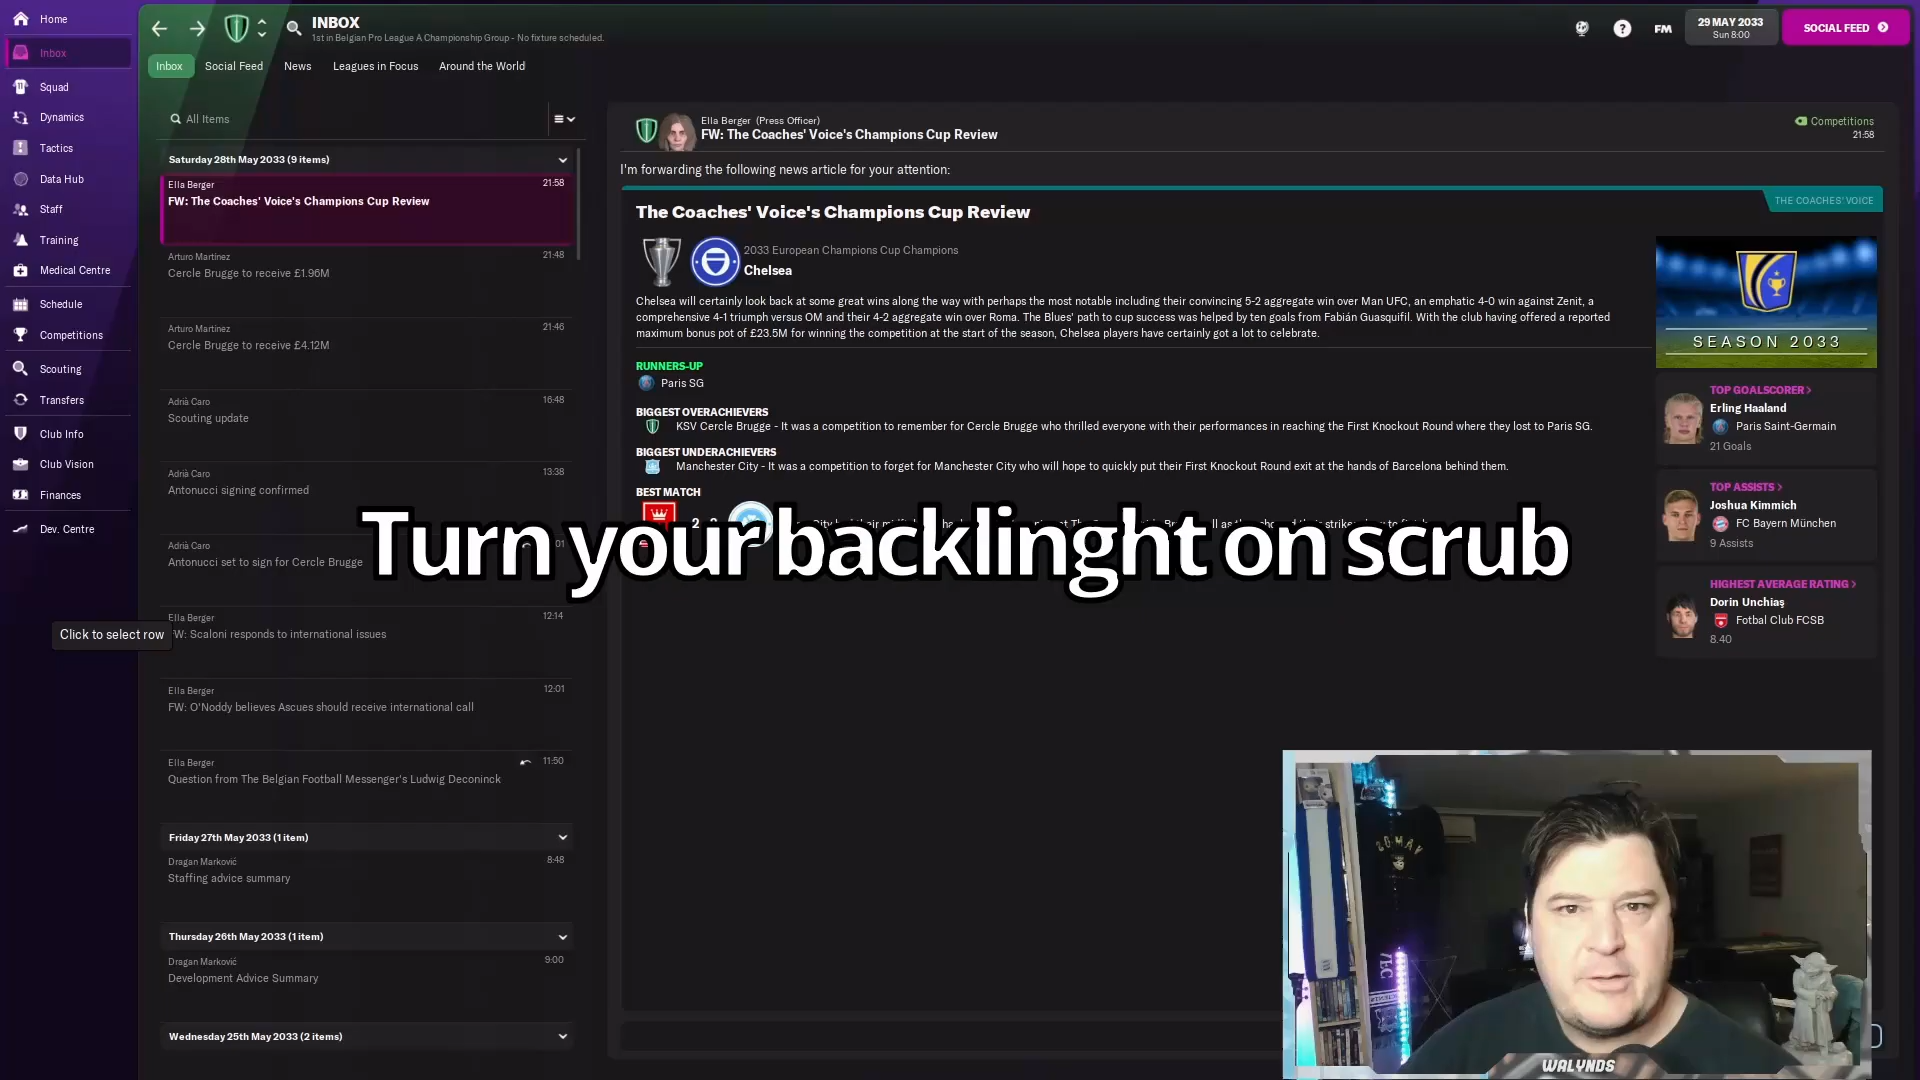 Home
Inbox
Squad
Dynamics
Tactics
Data Hub
Staff
Training
Medical Centre
Schedule
Competitions
Scouting
Transfers
Club Info
Club Vision
Finances
Dev. Centre
INBOX
1st in Belgian Pro League A Championship Group - No fixture scheduled.
FM
29 MAY 2033
Sun 8:00
SOCIAL FEED
Inbox Social Feed News Leagues in Focus Around the World
All Items
Saturday 28th May 2033 (9 items)
Ella Berger 21:58
FW: The Coaches' Voice's Champions Cup Review
Arturo Martínez 21:48
Cercle Brugge to receive £1.96M
Arturo Martínez 21:46
Cercle Brugge to receive £4.12M
Adrià Caro 16:48
Scouting update
Adrià Caro 13:38
Antonucci signing confirmed
Adrià Caro
Antonucci set to sign for Cercle Brugge
Ella Berger 12:14
FW: Scaloni responds to international issues
Click to select row
Ella Berger 12:01
FW: O'Noddy believes Ascues should receive international call
Ella Berger 11:50
Question from The Belgian Football Messenger's Ludwig Deconinck
Friday 27th May 2033 (1 item)
Dragan Marković 8:48
Staffing advice summary
Thursday 26th May 2033 (1 item)
Dragan Marković 9:00
Development Advice Summary
Wednesday 25th May 2033 (2 items)
Ella Berger (Press Officer)
FW: The Coaches' Voice's Champions Cup Review
Competitions
21:58
I'm forwarding the following news article for your attention:
THE COACHES' VOICE
The Coaches' Voice's Champions Cup Review
2033 European Champions Cup Champions
Chelsea
Chelsea will certainly look back at some great wins along the way with perhaps the most notable including their convincing 5-2 aggregate win over Man UFC, an emphatic 4-0 win against Zenit, a
comprehensive 4-1 triumph versus OM and their 4-2 aggregate win over Roma. The Blues' path to cup success was helped by ten goals from Fabián Guasquifil. With the club having offered a reported
maximum bonus pot of £23.5M for winning the competition at the start of the season, Chelsea players have certainly got a lot to celebrate.
RUNNERS-UP
Paris SG
BIGGEST OVERACHIEVERS
KSV Cercle Brugge - It was a competition to remember for Cercle Brugge who thrilled everyone with their performances in reaching the First Knockout Round where they lost to Paris SG.
BIGGEST UNDERACHIEVERS
Manchester City - It was a competition to forget for Manchester City who will hope to quickly put their First Knockout Round exit at the hands of Barcelona behind them.
BEST MATCH
Turn your backlinght on scrub
SEASON 2033
TOP GOALSCORER >
Erling Haaland
Paris Saint-Germain
21 Goals
TOP ASSISTS >
Joshua Kimmich
FC Bayern München
9 Assists
HIGHEST AVERAGE RATING >
Dorin Unchiaș
Fotbal Club FCSB
8.40
WALYNDS